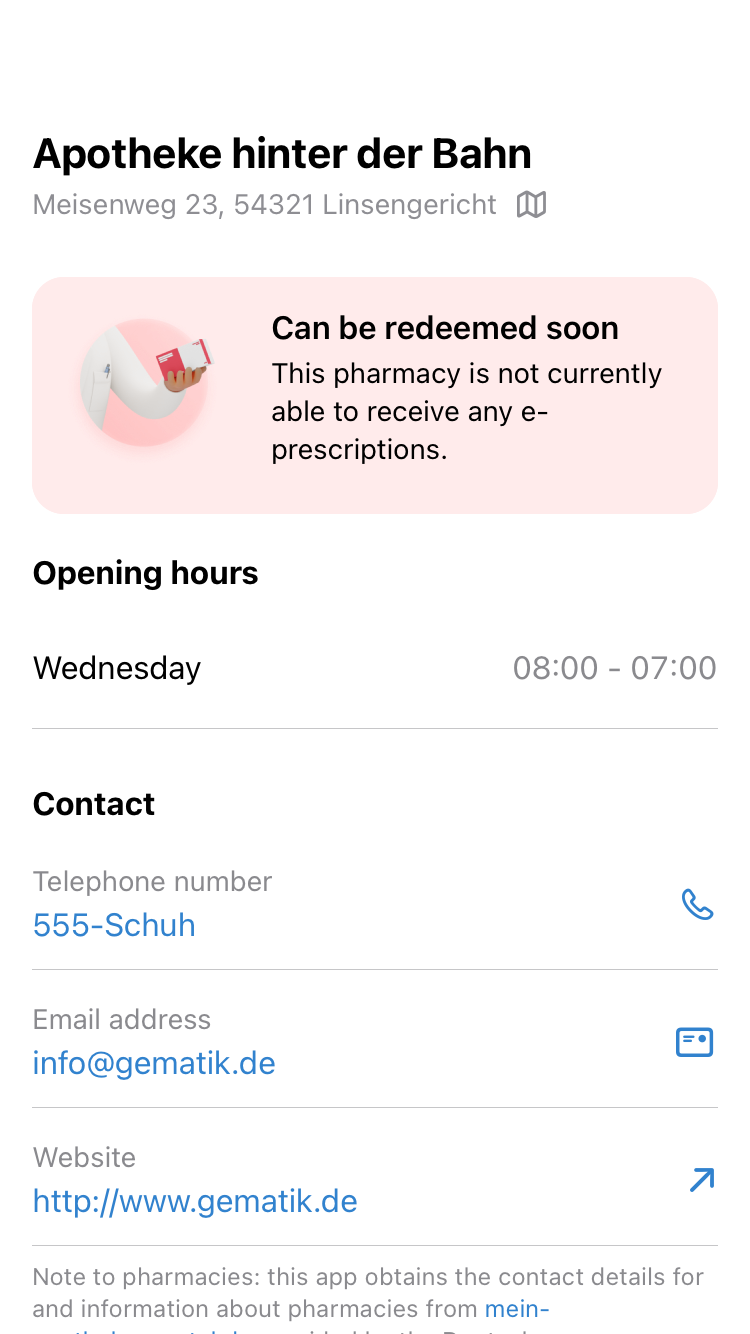 Apotheke hinter der Bahn
Meisenweg 23, 54321 Linsengericht
Can be redeemed soon
This pharmacy is not currently
able to receive any e-
prescriptions.
Opening hours
Wednesday 08:00 - 07:00
Contact
Telephone number
555-Schuh
Email address
info@gematik.de
Website
http://www.gematik.de
Note to pharmacies: this app obtains the contact details for
and information about pharmacies from mein-